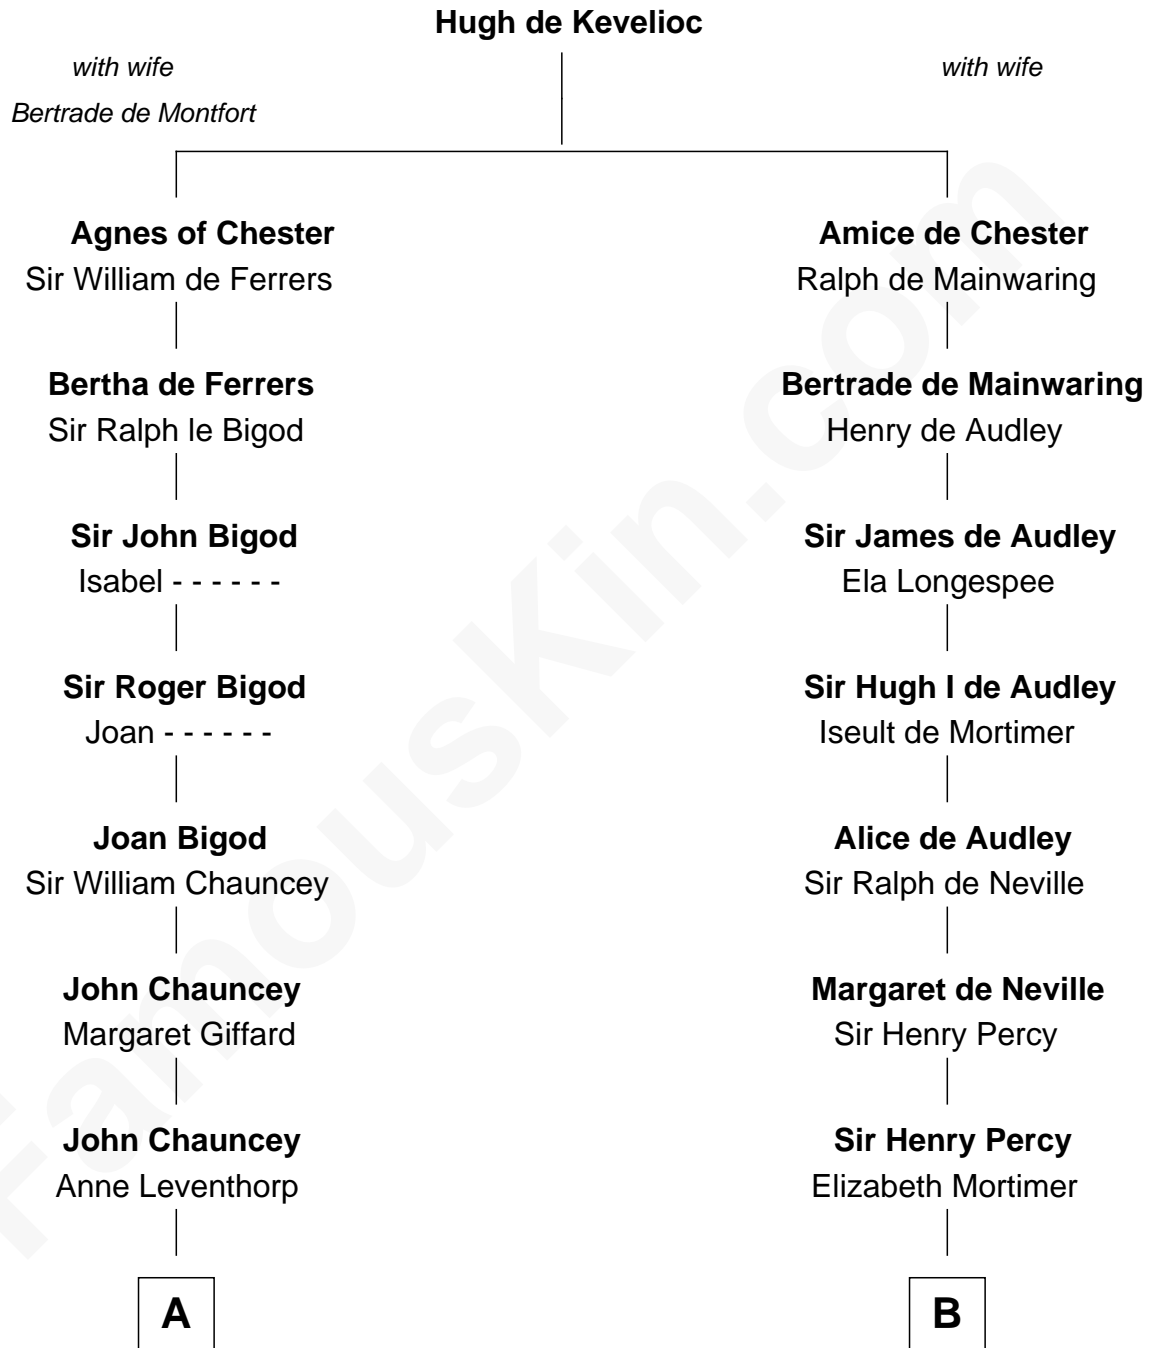 Hugh de Kevelioc
with wife
Bertrade de Montfort
with wife
Agnes of Chester
Sir William de Ferrers
Amice de Chester
Ralph de Mainwaring
Bertha de Ferrers
Sir Ralph le Bigod
Bertrade de Mainwaring
Henry de Audley
Sir John Bigod
Isabel - - - - - -
Sir James de Audley
Ela Longespee
Sir Roger Bigod
Joan - - - - - -
Sir Hugh I de Audley
Iseult de Mortimer
Joan Bigod
Sir William Chauncey
Alice de Audley
Sir Ralph de Neville
John Chauncey
Margaret Giffard
Margaret de Neville
Sir Henry Percy
John Chauncey
Anne Leventhorp
Sir Henry Percy
Elizabeth Mortimer
A
B
FamousKin.com